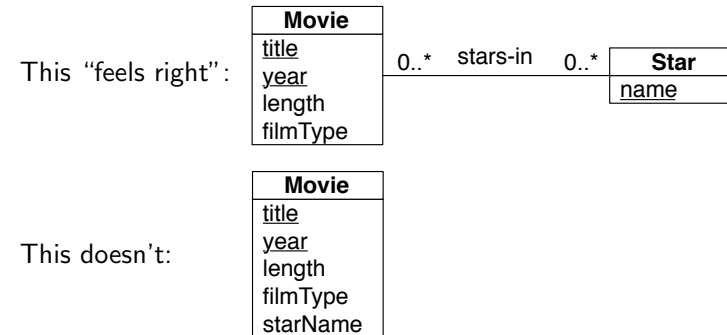 Movie
title
year
length
filmType
This “feels right”:
0..* stars-in 0..*
Star
name
Movie
title
year
length
filmType
starName
This doesn't: